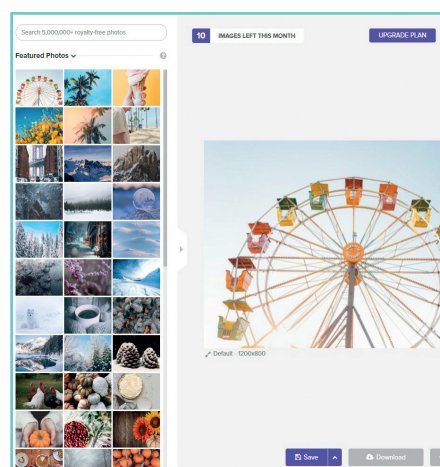 Search 5,000,000+ royalty-free photos
Featured Photos
?
10 IMAGES LEFT THIS MONTH
UPGRADE PLAN
Default - 1200x800
Save
Download